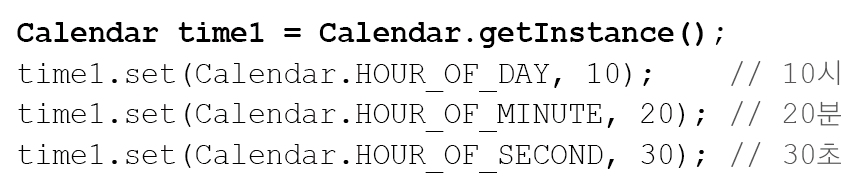 Calendar time1 = Calendar.getInstance();
time1.set(Calendar.HOUR_OF_DAY, 10); // 10시
time1.set(Calendar.HOUR_OF_MINUTE, 20); // 20분
time1.set(Calendar.HOUR_OF_SECOND, 30); // 30초